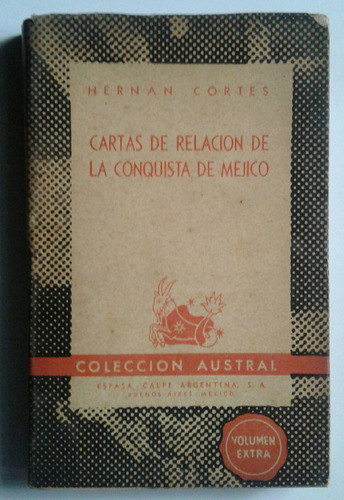 HERNAN CORTES
CARTAS DE RELACION DE
LA CONQUISTA DE MEJICO
COLECCION AUSTRAL
ESPASA-CALPE ARGENTINA, S. A.
BUENOS AIRES-MEXICO
VOLUMEN
EXTRA